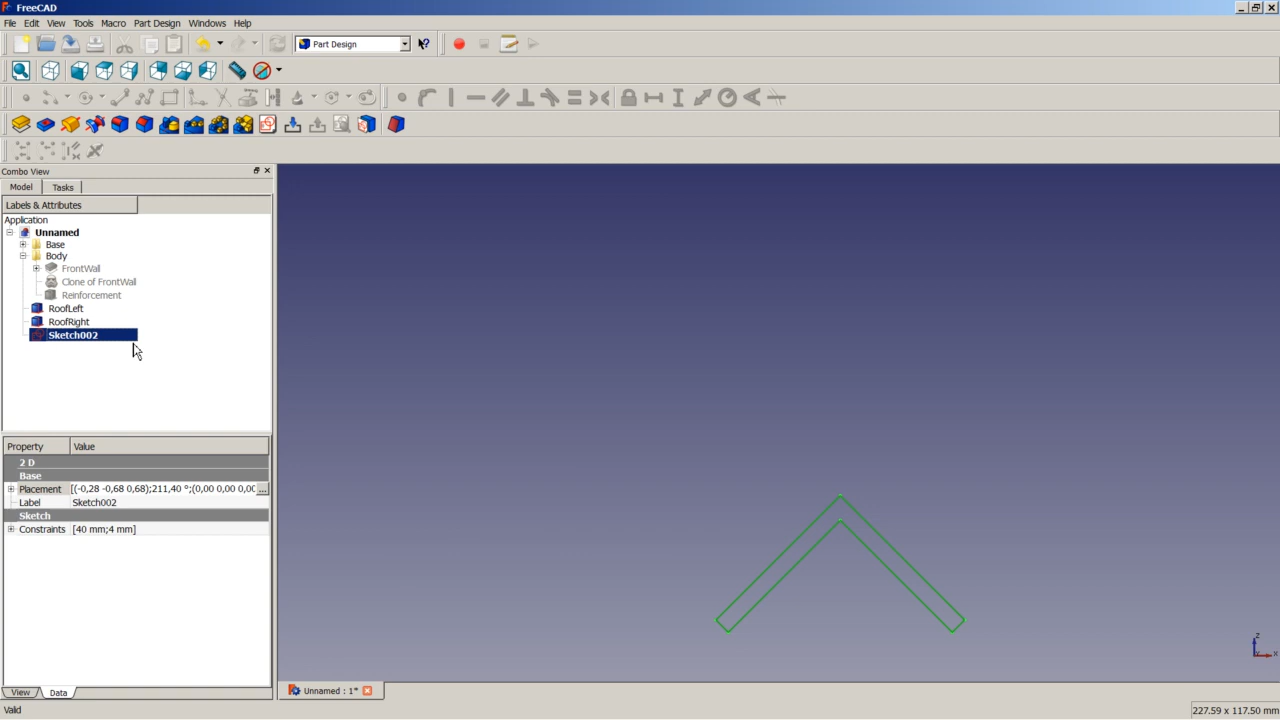 FreeCAD
File Edit View Tools Macro Part Design Windows Help
Part Design
Combo View
Model Tasks
Labels & Attributes
Application
Unnamed
Base
Body
FrontWall
Clone of FrontWall
Reinforcement
RoofLeft
RoofRight
Sketch002
Property Value
2 D
Base
Placement [(-0,28 -0,68 0,68);211,40 °;(0,00 0,00 0,00 ...
Label Sketch002
Sketch
Constraints [40 mm;4 mm]
z
x
View Data
Unnamed : 1*
Valid
227.59 x 117.50 mm